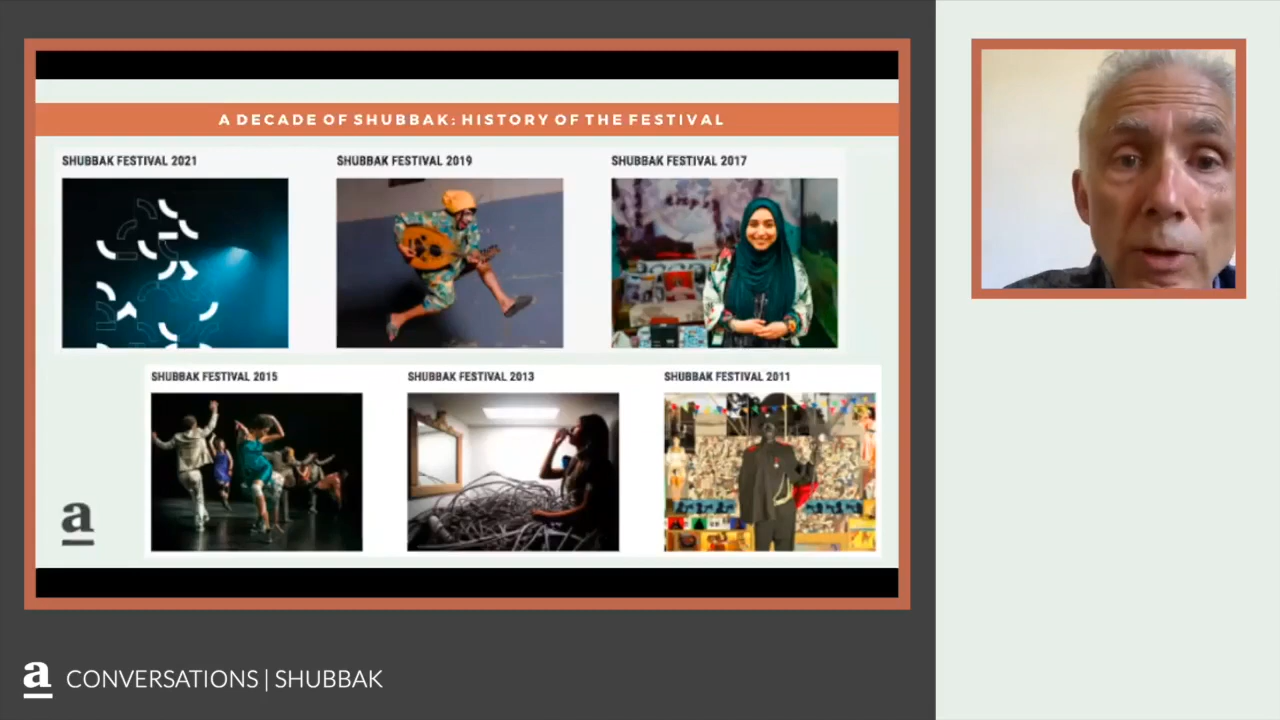 A DECADE OF SHUBBAK: HISTORY OF THE FESTIVAL
SHUBBAK FESTIVAL 2021
SHUBBAK FESTIVAL 2019
SHUBBAK FESTIVAL 2017
SHUBBAK FESTIVAL 2015
SHUBBAK FESTIVAL 2013
SHUBBAK FESTIVAL 2011
a
a CONVERSATIONS | SHUBBAK